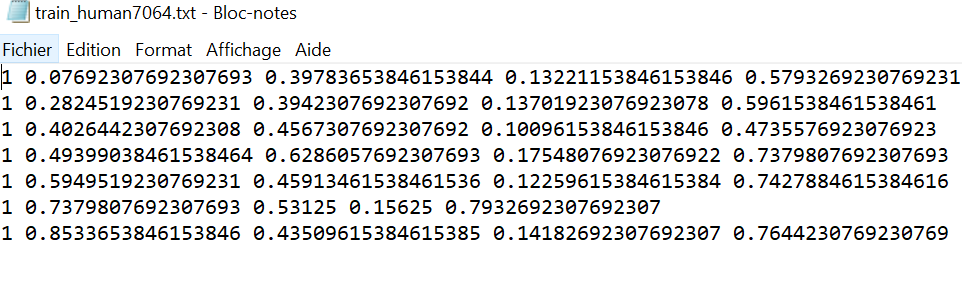 train_human7064.txt - Bloc-notes
Fichier Edition Format Affichage Aide
1 0.07692307692307693 0.39783653846153844 0.13221153846153846 0.5793269230769231
1 0.2824519230769231 0.3942307692307692 0.13701923076923078 0.5961538461538461
1 0.4026442307692308 0.4567307692307692 0.10096153846153846 0.4735576923076923
1 0.49399038461538464 0.6286057692307693 0.17548076923076922 0.7379807692307693
1 0.5949519230769231 0.45913461538461536 0.12259615384615384 0.7427884615384616
1 0.7379807692307693 0.53125 0.15625 0.7932692307692307
1 0.8533653846153846 0.43509615384615385 0.14182692307692307 0.7644230769230769